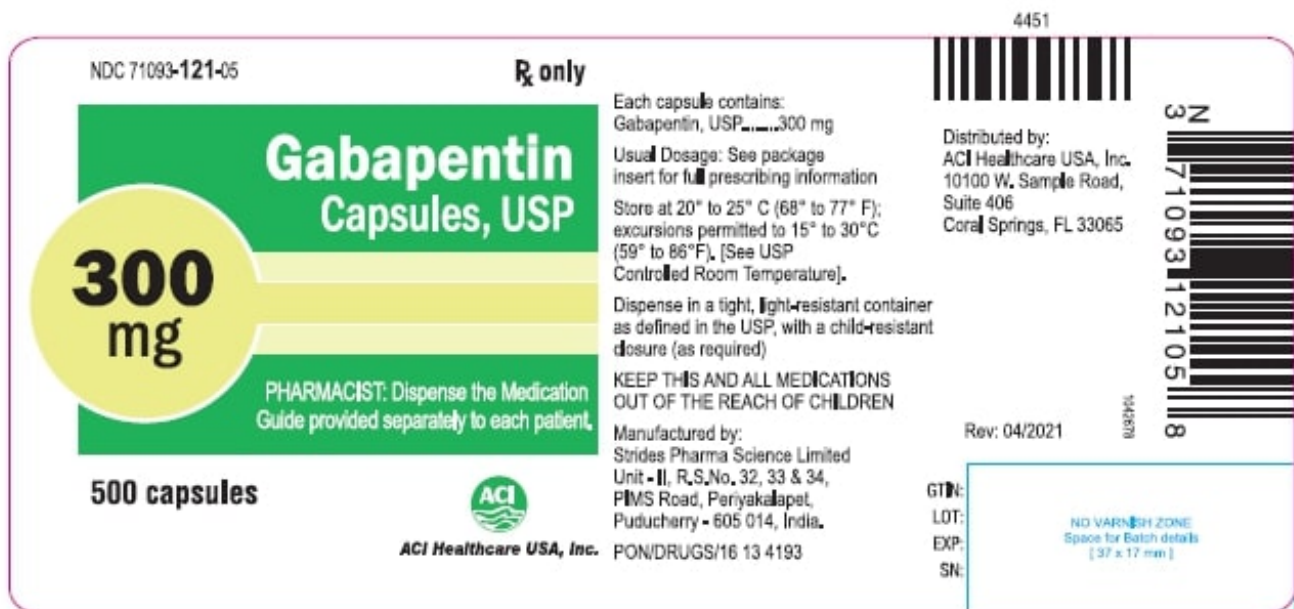 NDC 71093-121-05
℞ only
Gabapentin
Capsules, USP
300
mg
PHARMACIST: Dispense the Medication
Guide provided separately to each patient.
500 capsules
ACI
ACI Healthcare USA, Inc.
Each capsule contains:
Gabapentin, USP.......300 mg
Usual Dosage: See package
insert for full prescribing information
Store at 20° to 25° C (68° to 77° F);
excursions permitted to 15° to 30°C
(59° to 86°F). [See USP
Controlled Room Temperature].
Dispense in a tight, light-resistant container
as defined in the USP, with a child-resistant
closure (as required)
KEEP THIS AND ALL MEDICATIONS
OUT OF THE REACH OF CHILDREN
Manufactured by:
Strides Pharma Science Limited
Unit - II, R.S.No. 32, 33 & 34,
PIMS Road, Periyakalapet,
Puducherry - 605 014, India.
PON/DRUGS/16 13 4193
4451
Distributed by:
ACI Healthcare USA, Inc.
10100 W. Sample Road,
Suite 406
Coral Springs, FL 33065
Rev: 04/2021
1042678
N
3 71093 12105 8
GTIN:
LOT:
EXP:
SN:
NO VARNISH ZONE
Space for Batch details
[ 37 x 17 mm ]